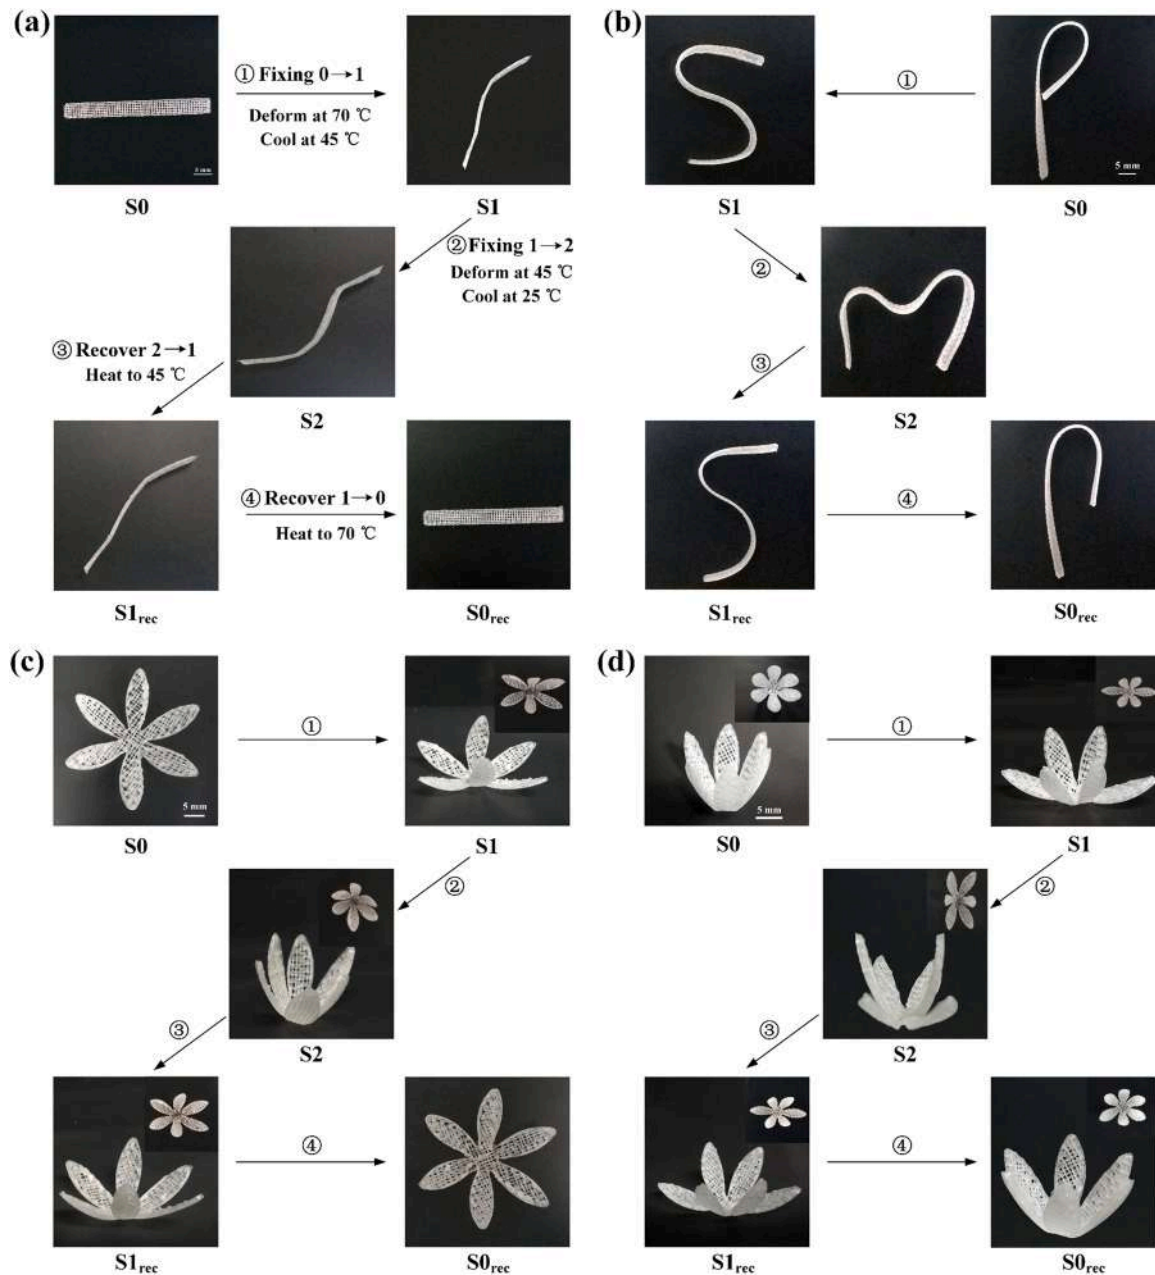 (a)
5 mm
S0
① Fixing 0→1
Deform at 70 ℃
Cool at 45 ℃
S1
② Fixing 1→2
Deform at 45 ℃
Cool at 25 ℃
S2
③ Recover 2→1
Heat to 45 ℃
S1rec
④ Recover 1→0
Heat to 70 ℃
S0rec
(b)
S1
①
5 mm
S0
②
S2
③
S1rec
④
S0rec
(c)
5 mm
S0
①
S1
②
S2
③
S1rec
④
S0rec
(d)
5 mm
S0
①
S1
②
S2
③
S1rec
④
S0rec